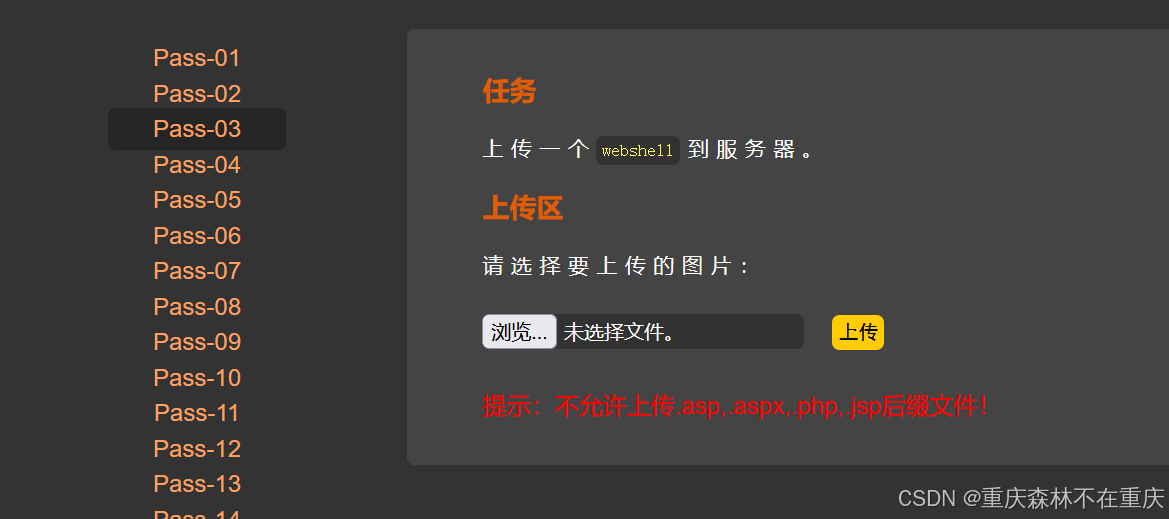 Pass-01
Pass-02
Pass-03
Pass-04
Pass-05
Pass-06
Pass-07
Pass-08
Pass-09
Pass-10
Pass-11
Pass-12
Pass-13
Pass-14
任务
上传一个 webshell 到服务器。
上传区
请选择要上传的图片：
浏览... 未选择文件。 上传
提示：不允许上传.asp,.aspx,.php,.jsp后缀文件！
CSDN @重庆森林不在重庆